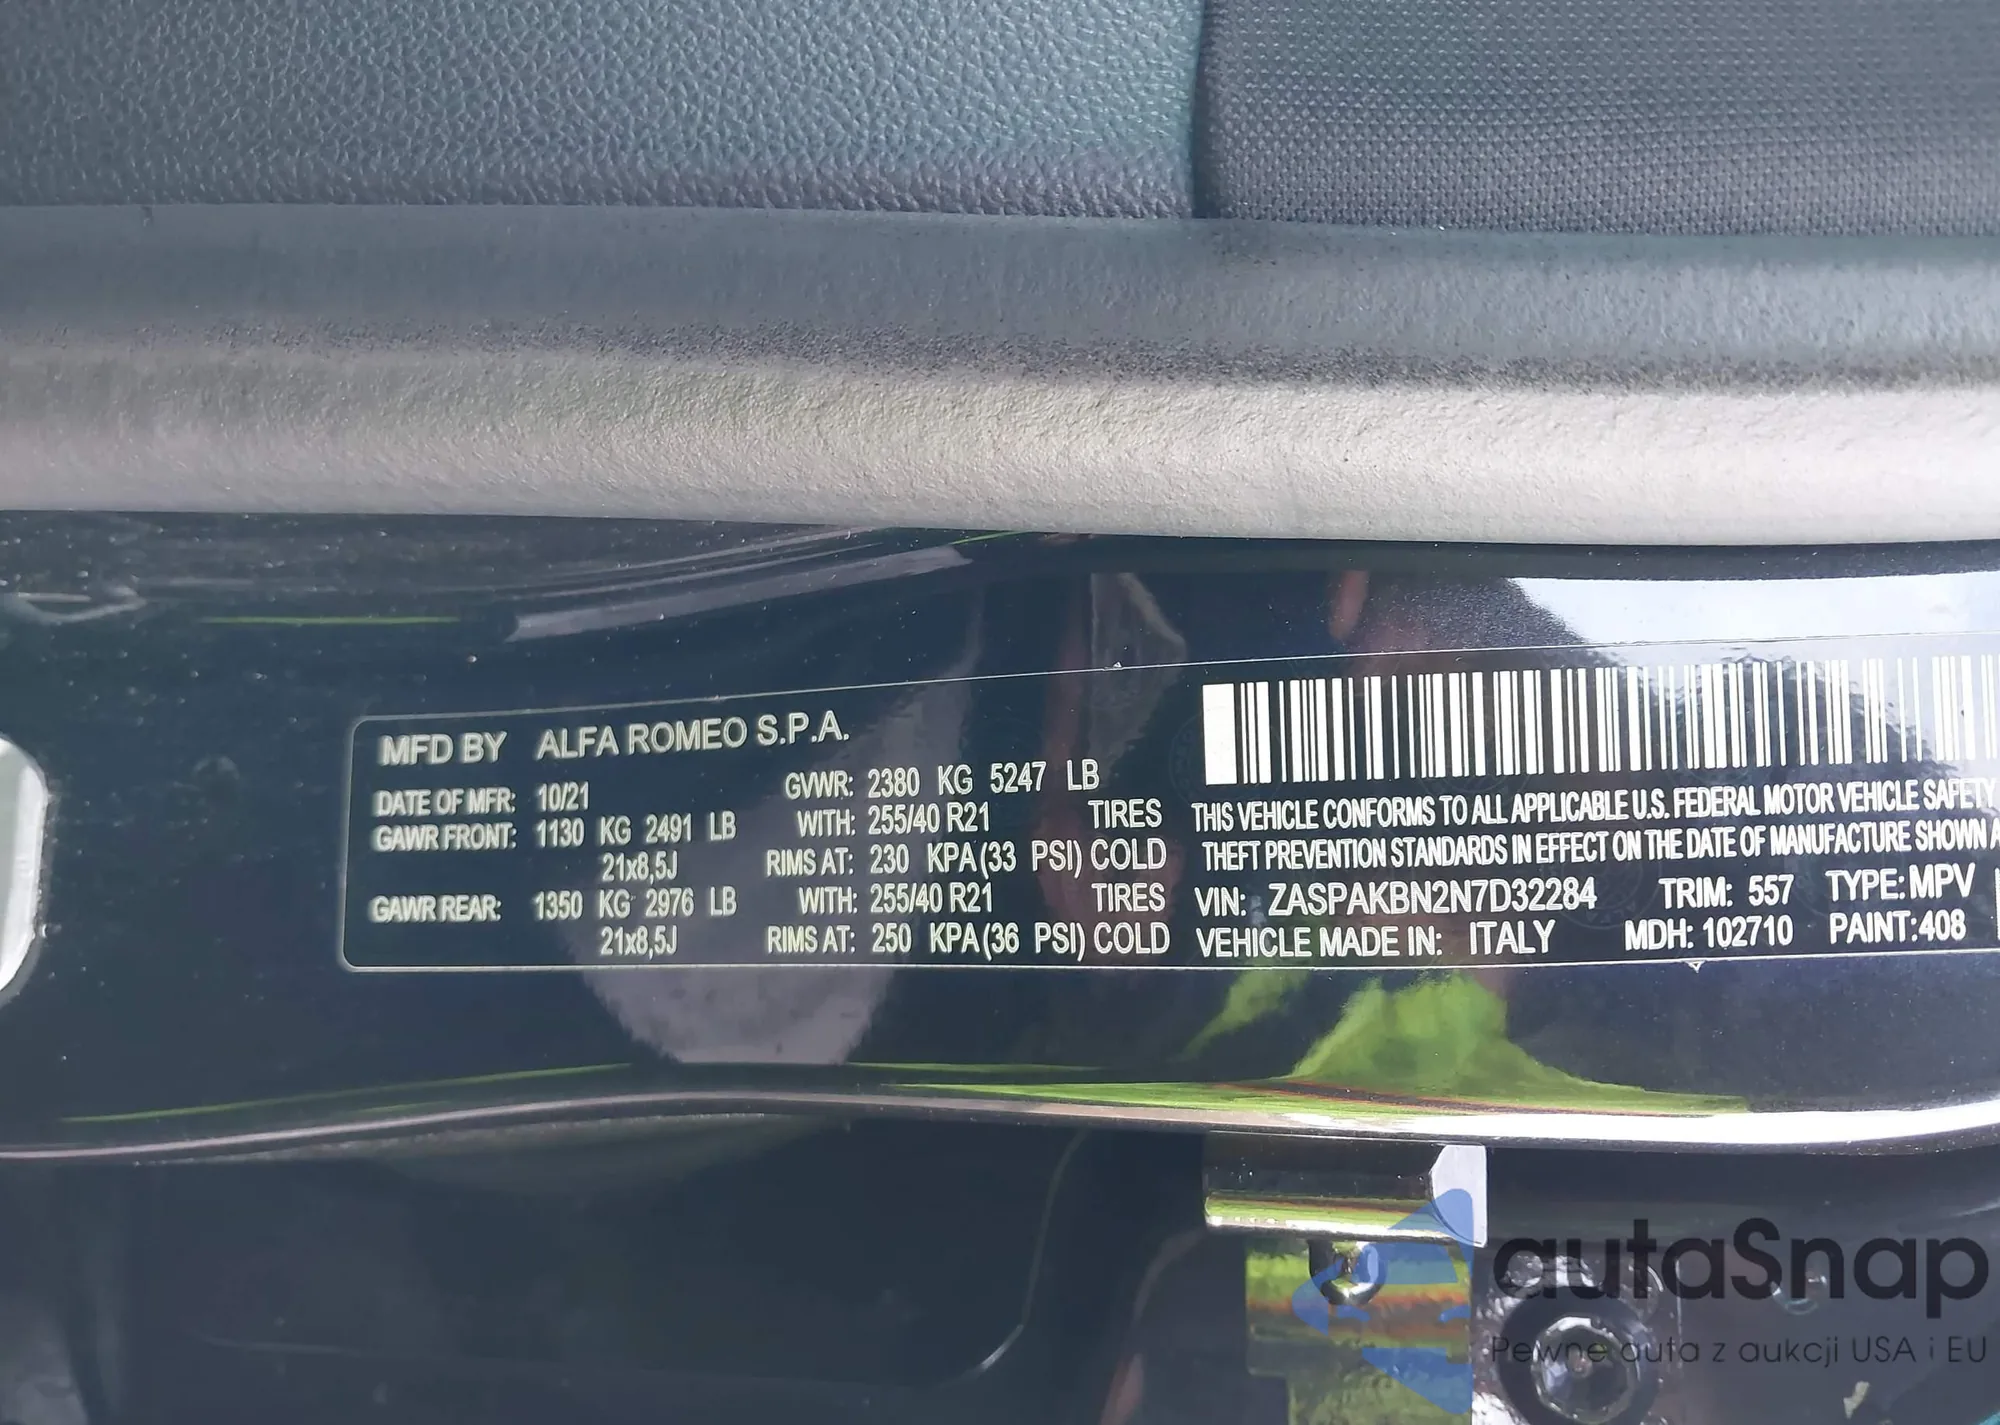 MFD BY ALFA ROMEO S.P.A.
DATE OF MFR: 10/21 GVWR: 2380 KG 5247 LB
GAWR FRONT: 1130 KG 2491 LB WITH: 255/40 R21 TIRES
21x8,5J RIMS AT: 230 KPA (33 PSI) COLD
GAWR REAR: 1350 KG 2976 LB WITH: 255/40 R21 TIRES
21x8,5J RIMS AT: 250 KPA (36 PSI) COLD
THIS VEHICLE CONFORMS TO ALL APPLICABLE U.S. FEDERAL MOTOR VEHICLE SAFETY
THEFT PREVENTION STANDARDS IN EFFECT ON THE DATE OF MANUFACTURE SHOWN
VIN: ZASPAKBN2N7D32284 TRIM: 557 TYPE: MPV
VEHICLE MADE IN: ITALY MDH: 102710 PAINT:408
autaSnap
Pewne auta z aukcji USA i EU